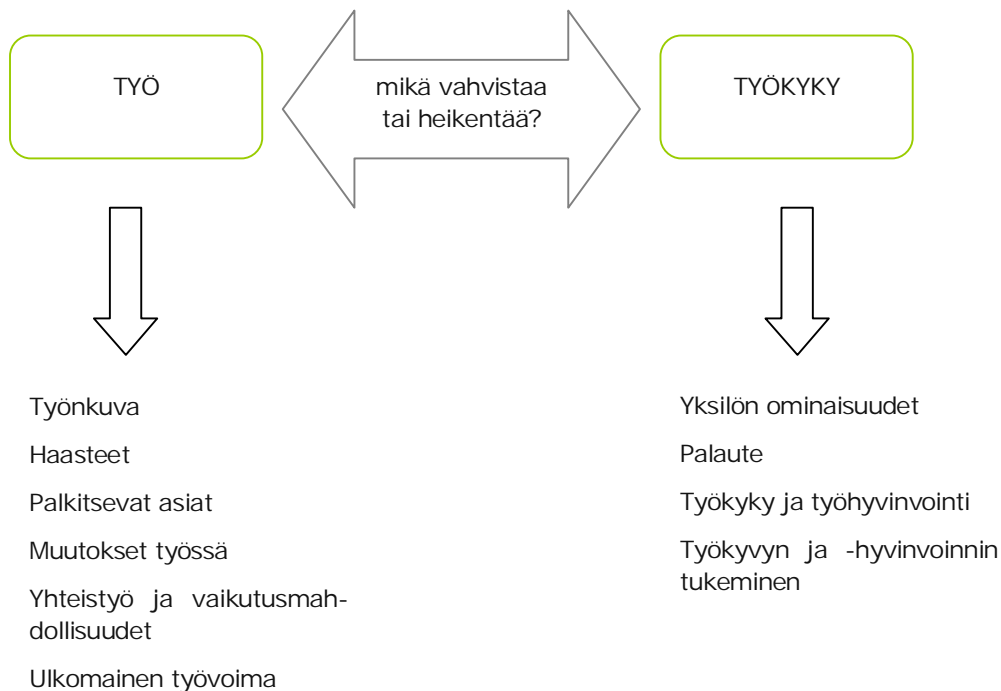 TYÖ
mikä vahvistaa
tai heikentää?
TYÖKYKY
Työnkuva
Haasteet
Palkitsevat asiat
Muutokset työssä
Yhteistyö ja vaikutusmah-
dollisuudet
Ulkomainen työvoima
Yksilön ominaisuudet
Palaute
Työkyky ja työhyvinvointi
Työkyvyn ja -hyvinvoinnin
tukeminen